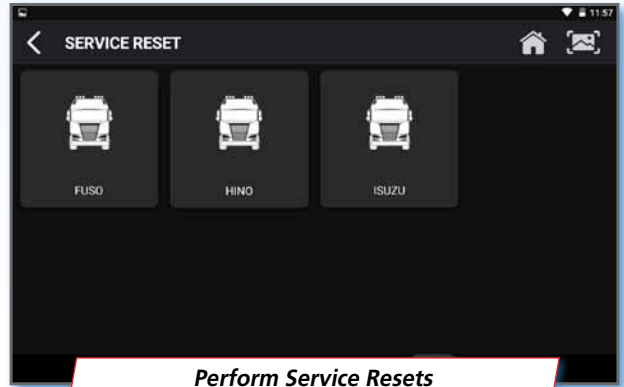 11:57
SERVICE RESET
FUSO HINO ISUZU
Perform Service Resets